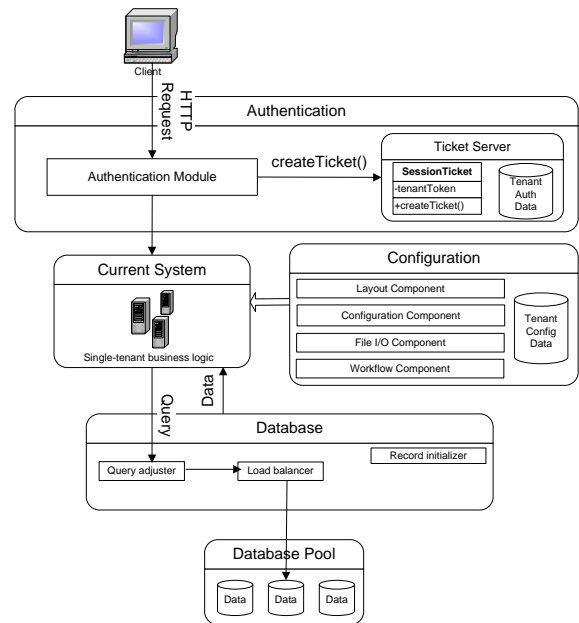 Client
HTTP
Request
Authentication
Ticket Server
createTicket()
Authentication Module
SessionTicket
-tenantToken
+createTicket()
Tenant
Auth
Data
Current System
Single-tenant business logic
Configuration
Layout Component
Configuration Component
File I/O Component
Workflow Component
Tenant
Config
Data
Query
Data
Database
Record initializer
Query adjuster
Load balancer
Database Pool
Data
Data
Data